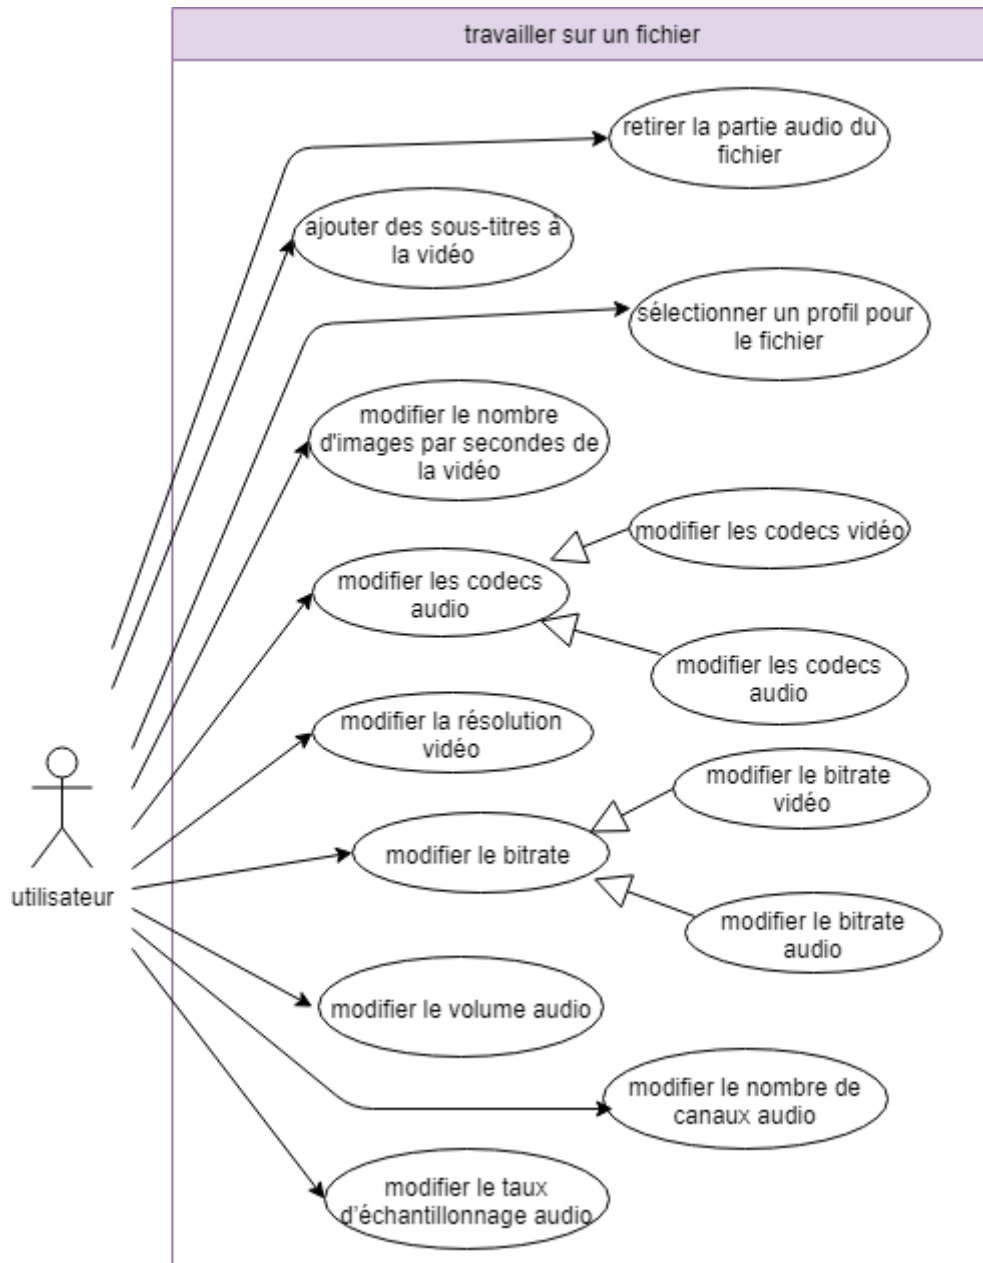 travailler sur un fichier
retirer la partie audio du
fichier
ajouter des sous-titres à
la vidéo
sélectionner un profil pour
le fichier
modifier le nombre
d'images par secondes de
la vidéo
modifier les codecs vidéo
modifier les codecs
audio
modifier les codecs
audio
modifier la résolution
vidéo
modifier le bitrate
vidéo
modifier le bitrate
utilisateur
modifier le bitrate
audio
modifier le volume audio
modifier le nombre de
canaux audio
modifier le taux
d'échantillonnage audio